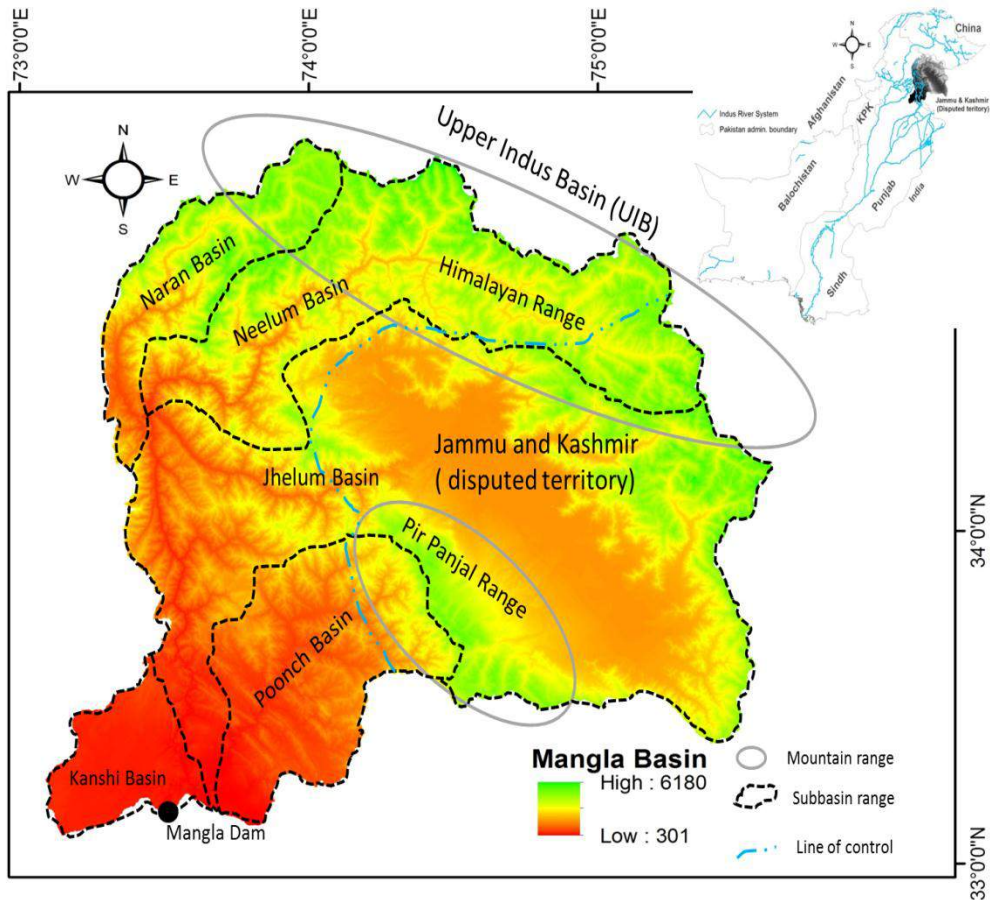 73°0'0"E
74°0'0"E
75°0'0"E
N
W
E
S
China
Afghanistan
KPK
Jammu & Kashmir
(Disputed teritory)
Indus River System
Pakistan admin. boundary
Balochistan
Punjab
India
Sindh
N
W
E
S
Upper Indus Basin (UIB)
Naran Basin
Neelum Basin
Himalayan Range
Jammu and Kashmir
( disputed territory)
Jhelum Basin
Pir Panjal Range
34°0'0"N
Poonch Basin
Kanshi Basin
Mangla Dam
Mangla Basin
High : 6180
Low : 301
Mountain range
Subbasin range
Line of control
33°0'0"N